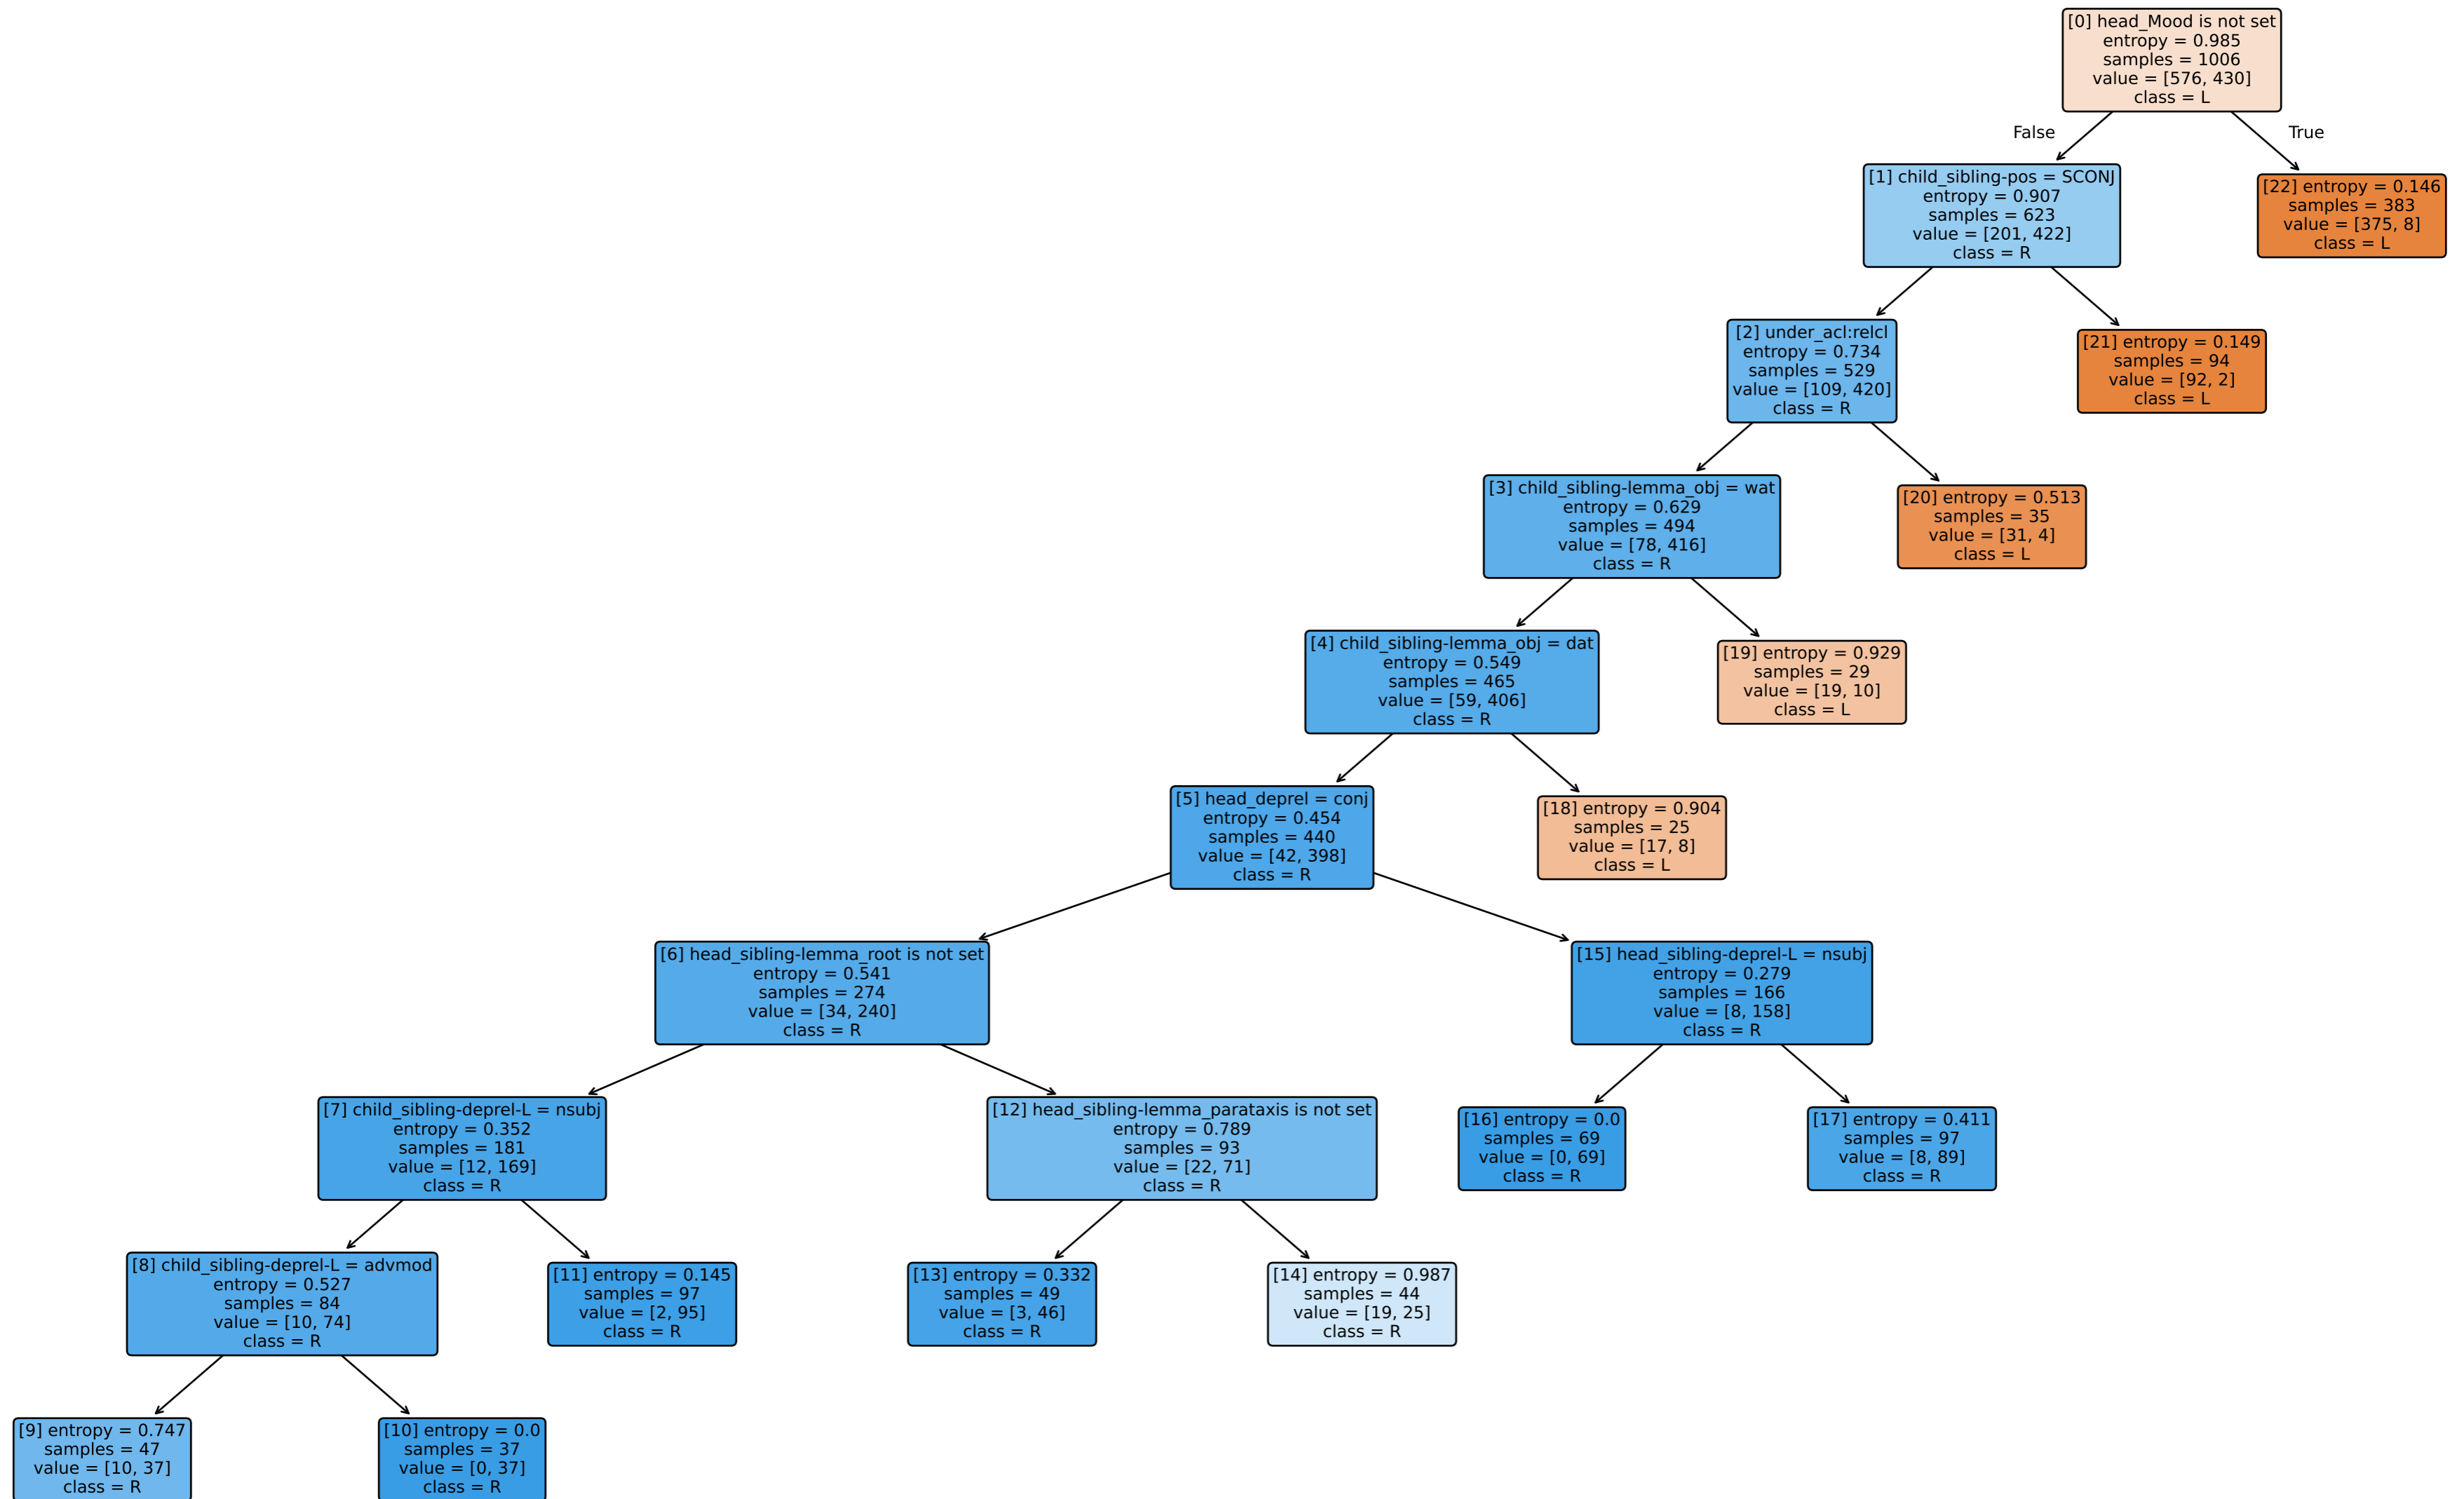 [0] head_Mood is not set
entropy = 0.985
samples = 1006
value = [576, 430]
class = L
False
True
[1] child_sibling-pos = SCONJ
entropy = 0.907
samples = 623
value = [201, 422]
class = R
[22] entropy = 0.146
samples = 383
value = [375, 8]
class = L
[2] under_acl:relcl
entropy = 0.734
samples = 529
value = [109, 420]
class = R
[21] entropy = 0.149
samples = 94
value = [92, 2]
class = L
[3] child_sibling-lemma_obj = wat
entropy = 0.629
samples = 494
value = [78, 416]
class = R
[20] entropy = 0.513
samples = 35
value = [31, 4]
class = L
[4] child_sibling-lemma_obj = dat
entropy = 0.549
samples = 465
value = [59, 406]
class = R
[19] entropy = 0.929
samples = 29
value = [19, 10]
class = L
[5] head_deprel = conj
entropy = 0.454
samples = 440
value = [42, 398]
class = R
[18] entropy = 0.904
samples = 25
value = [17, 8]
class = L
[6] head_sibling-lemma_root is not set
entropy = 0.541
samples = 274
value = [34, 240]
class = R
[15] head_sibling-deprel-L = nsubj
entropy = 0.279
samples = 166
value = [8, 158]
class = R
[7] child_sibling-deprel-L = nsubj
entropy = 0.352
samples = 181
value = [12, 169]
class = R
[12] head_sibling-lemma_parataxis is not set
entropy = 0.789
samples = 93
value = [22, 71]
class = R
[16] entropy = 0.0
samples = 69
value = [0, 69]
class = R
[17] entropy = 0.411
samples = 97
value = [8, 89]
class = R
[8] child_sibling-deprel-L = advmod
entropy = 0.527
samples = 84
value = [10, 74]
class = R
[11] entropy = 0.145
samples = 97
value = [2, 95]
class = R
[13] entropy = 0.332
samples = 49
value = [3, 46]
class = R
[14] entropy = 0.987
samples = 44
value = [19, 25]
class = R
[9] entropy = 0.747
samples = 47
value = [10, 37]
class = R
[10] entropy = 0.0
samples = 37
value = [0, 37]
class = R